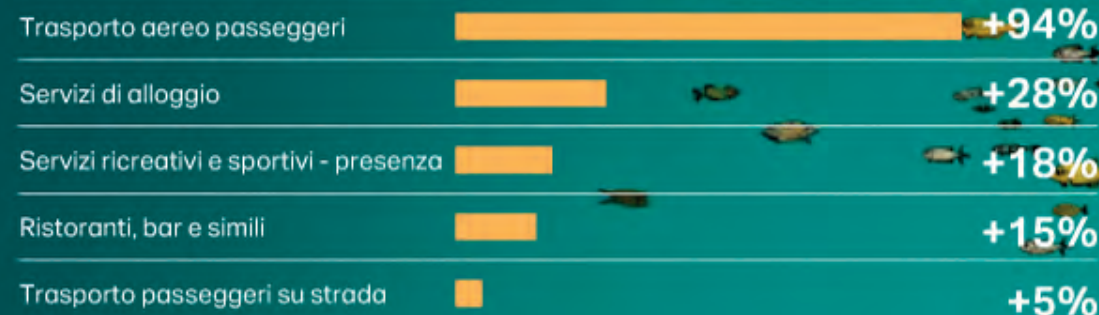 Trasporto aereo passeggeri +94%
Servizi di alloggio +28%
Servizi ricreativi e sportivi - presenza +18%
Ristoranti, bar e simili +15%
Trasporto passeggeri su strada +5%